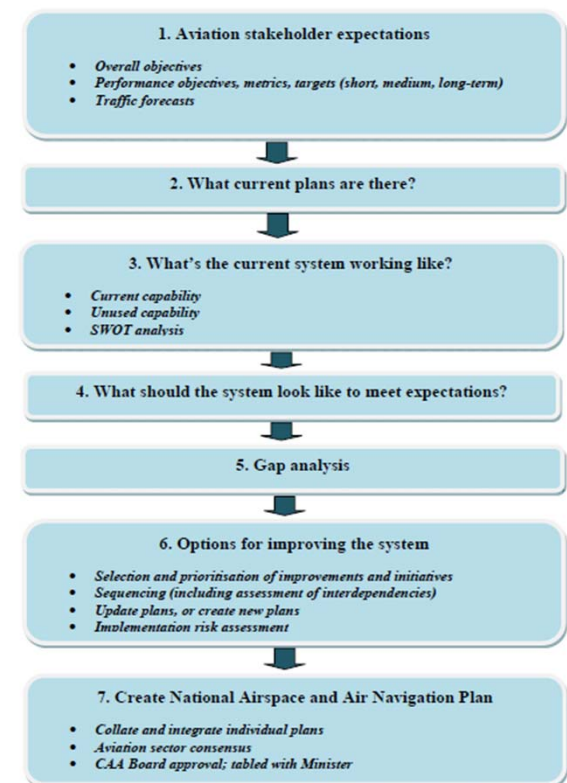 1. Aviation stakeholder expectations
• Overall objectives
• Performance objectives, metrics, targets (short, medium, long-term)
• Traffic forecasts
2. What current plans are there?
3. What's the current system working like?
• Current capability
• Unused capability
• SWOT analysis
4. What should the system look like to meet expectations?
5. Gap analysis
6. Options for improving the system
• Selection and prioritisation of improvements and initiatives
• Sequencing (including assessment of interdependencies)
• Update plans, or create new plans
• Implementation risk assessment
7. Create National Airspace and Air Navigation Plan
• Collate and integrate individual plans
• Aviation sector consensus
• CAA Board approval; tabled with Minister